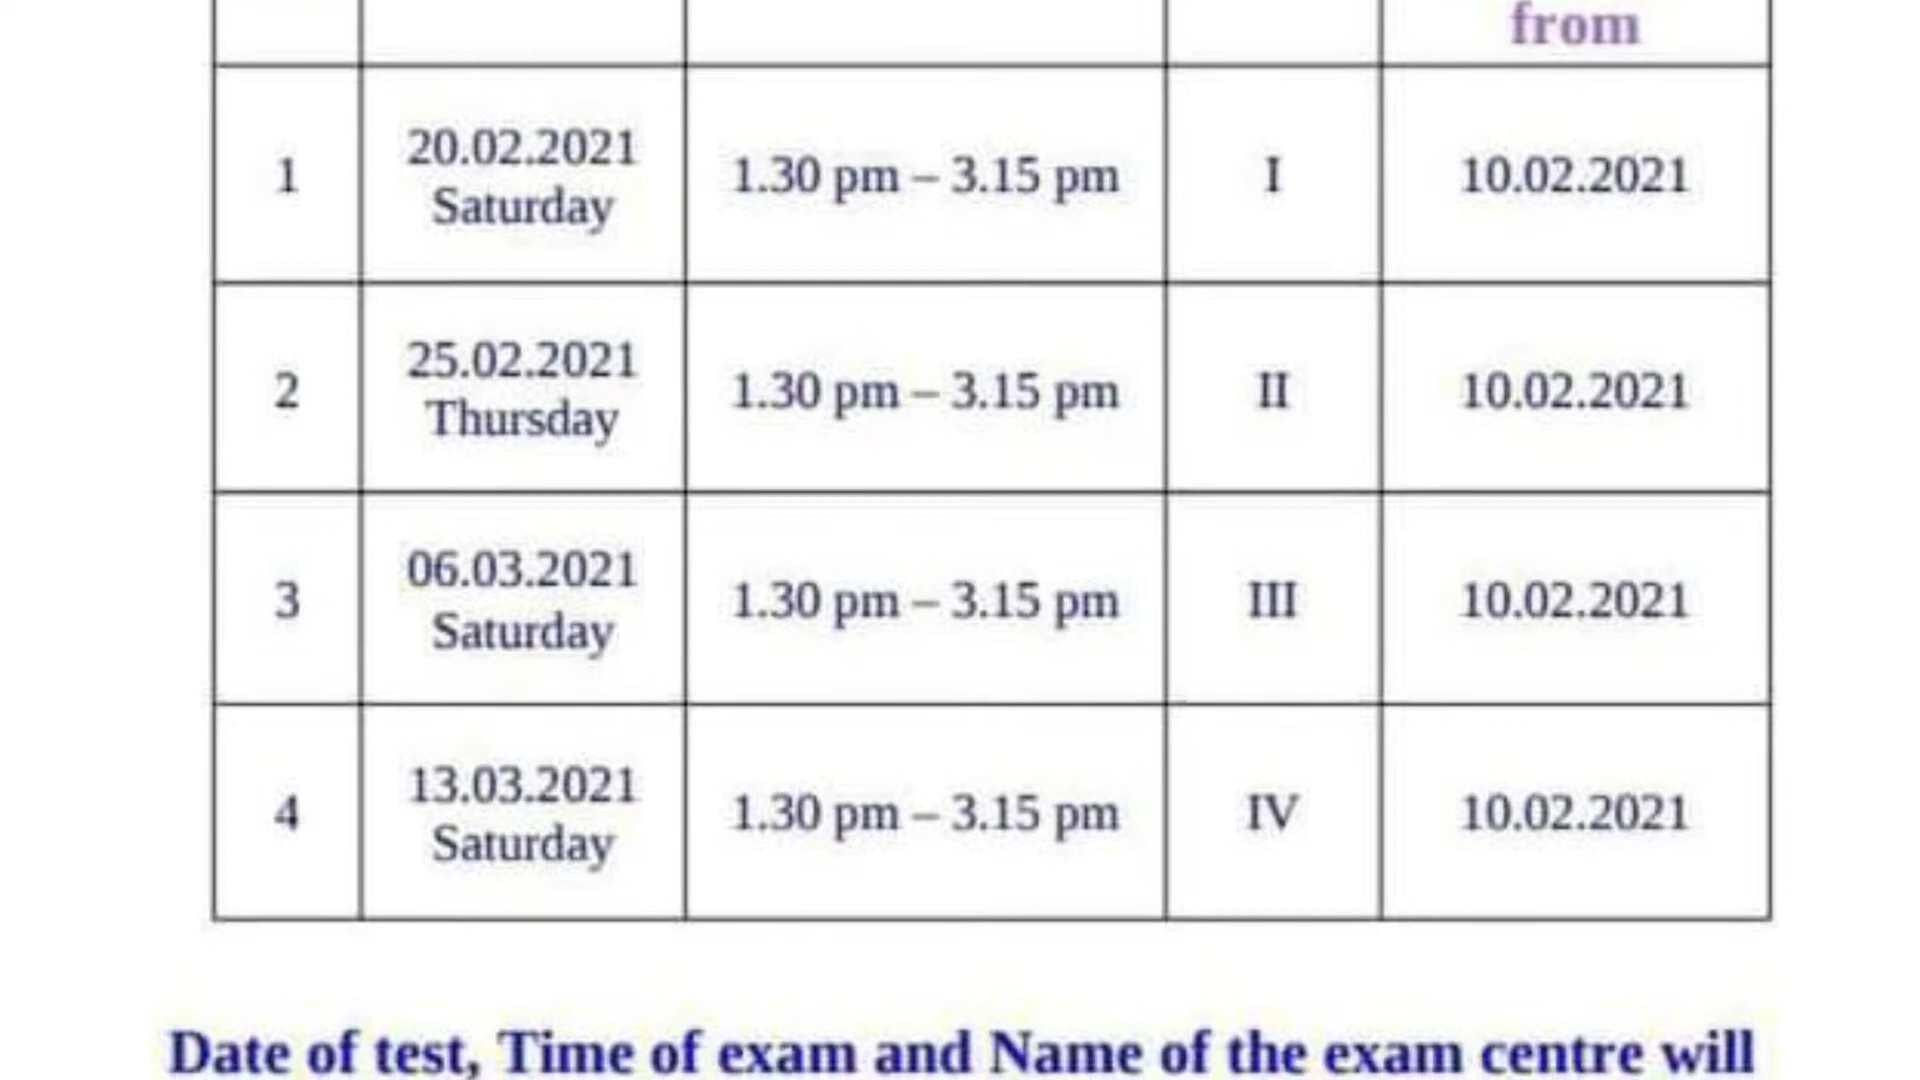 from
1 20.02.2021 Saturday 1.30 pm – 3.15 pm I 10.02.2021
2 25.02.2021 Thursday 1.30 pm – 3.15 pm II 10.02.2021
3 06.03.2021 Saturday 1.30 pm – 3.15 pm III 10.02.2021
4 13.03.2021 Saturday 1.30 pm – 3.15 pm IV 10.02.2021
Date of test, Time of exam and Name of the exam centre will